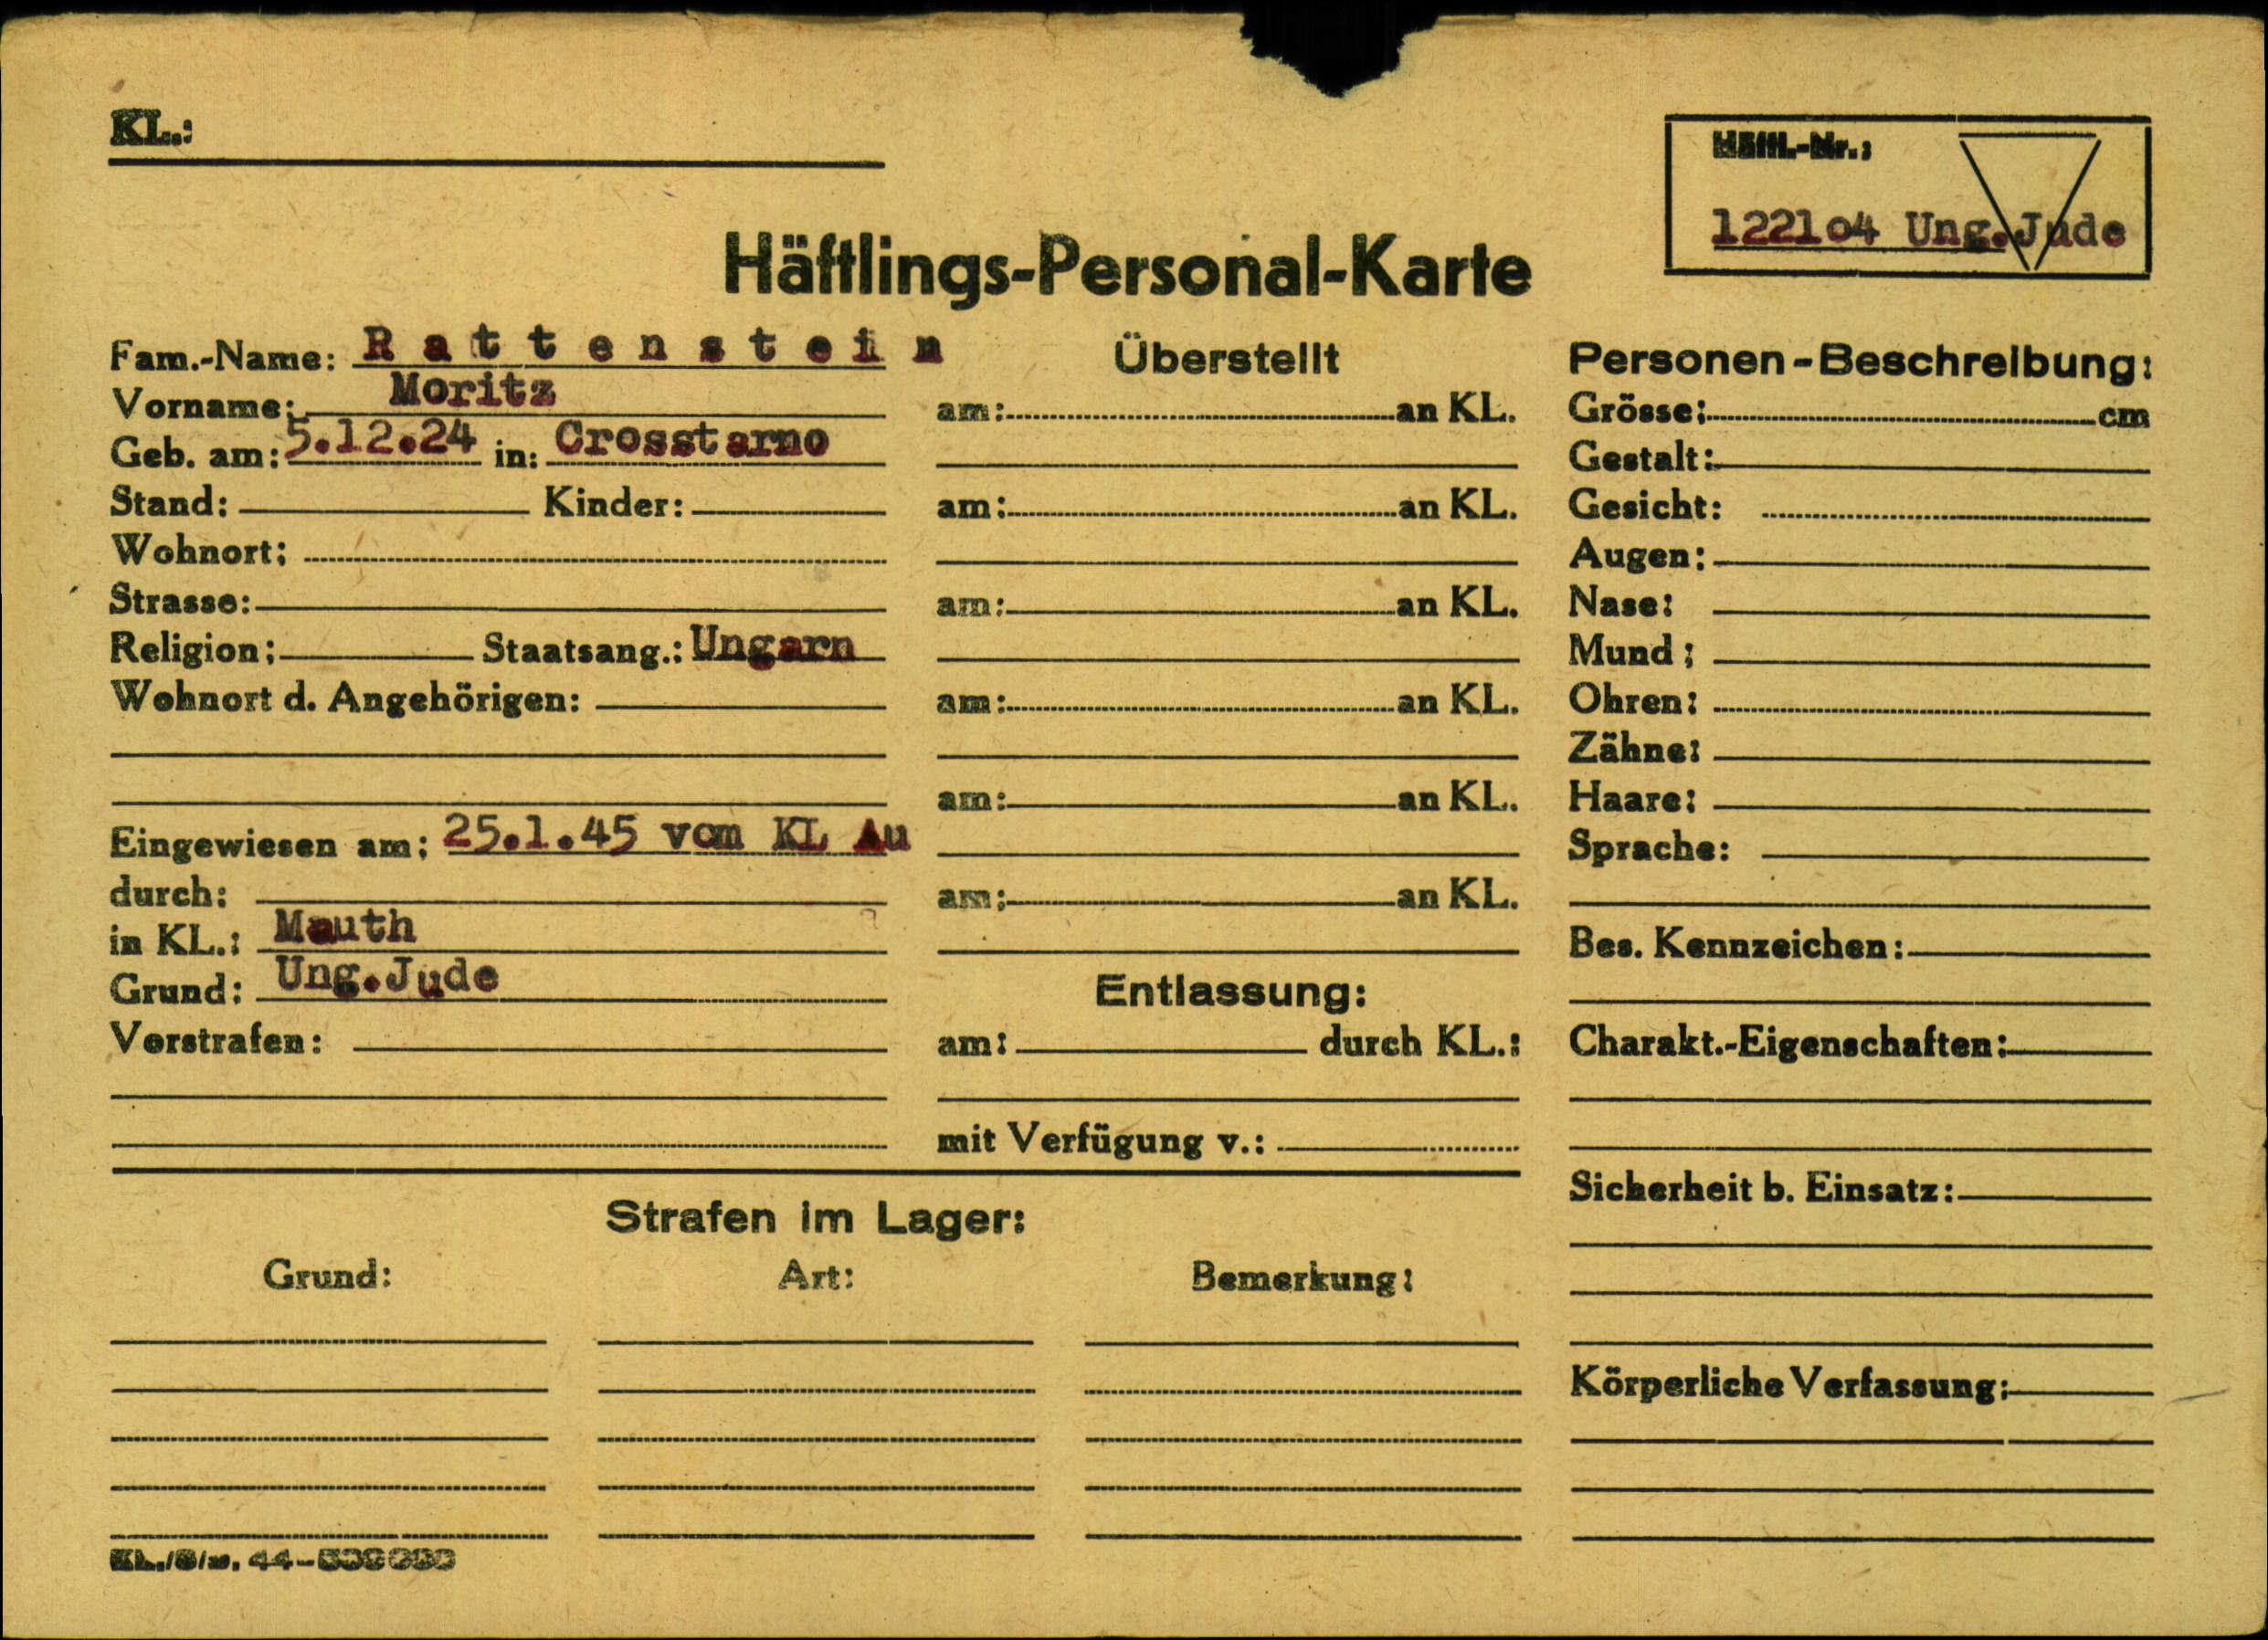 KL.:
Häftl.-Nr.:
122104 Ung.Jude
Häftlings-Personal-Karte
Fam.-Name: Rattenstein
Vorname: Moritz
Geb. am: 5.12.24 in: Crosstarno
Stand: Kinder:
Wohnort:
Strasse:
Religion: Staatsang.: Ungarn
Wohnort d. Angehörigen:
Eingewiesen am: 25.1.45 vom KL Au
durch:
in KL.: Mauth
Grund: Ung.Jude
Vorstrafen:
Überstellt
am: an KL.
am: an KL.
am: an KL.
am: an KL.
am: an KL.
am: an KL.
Entlassung:
am: durch KL.:
mit Verfügung v.:
Personen-Beschreibung:
Grösse: cm
Gestalt:
Gesicht:
Augen:
Nase:
Mund:
Ohren:
Zähne:
Haare:
Sprache:
Bes. Kennzeichen:
Charakt.-Eigenschaften:
Sicherheit b. Einsatz:
Körperliche Verfassung:
Strafen im Lager:
Grund: Art: Bemerkung: